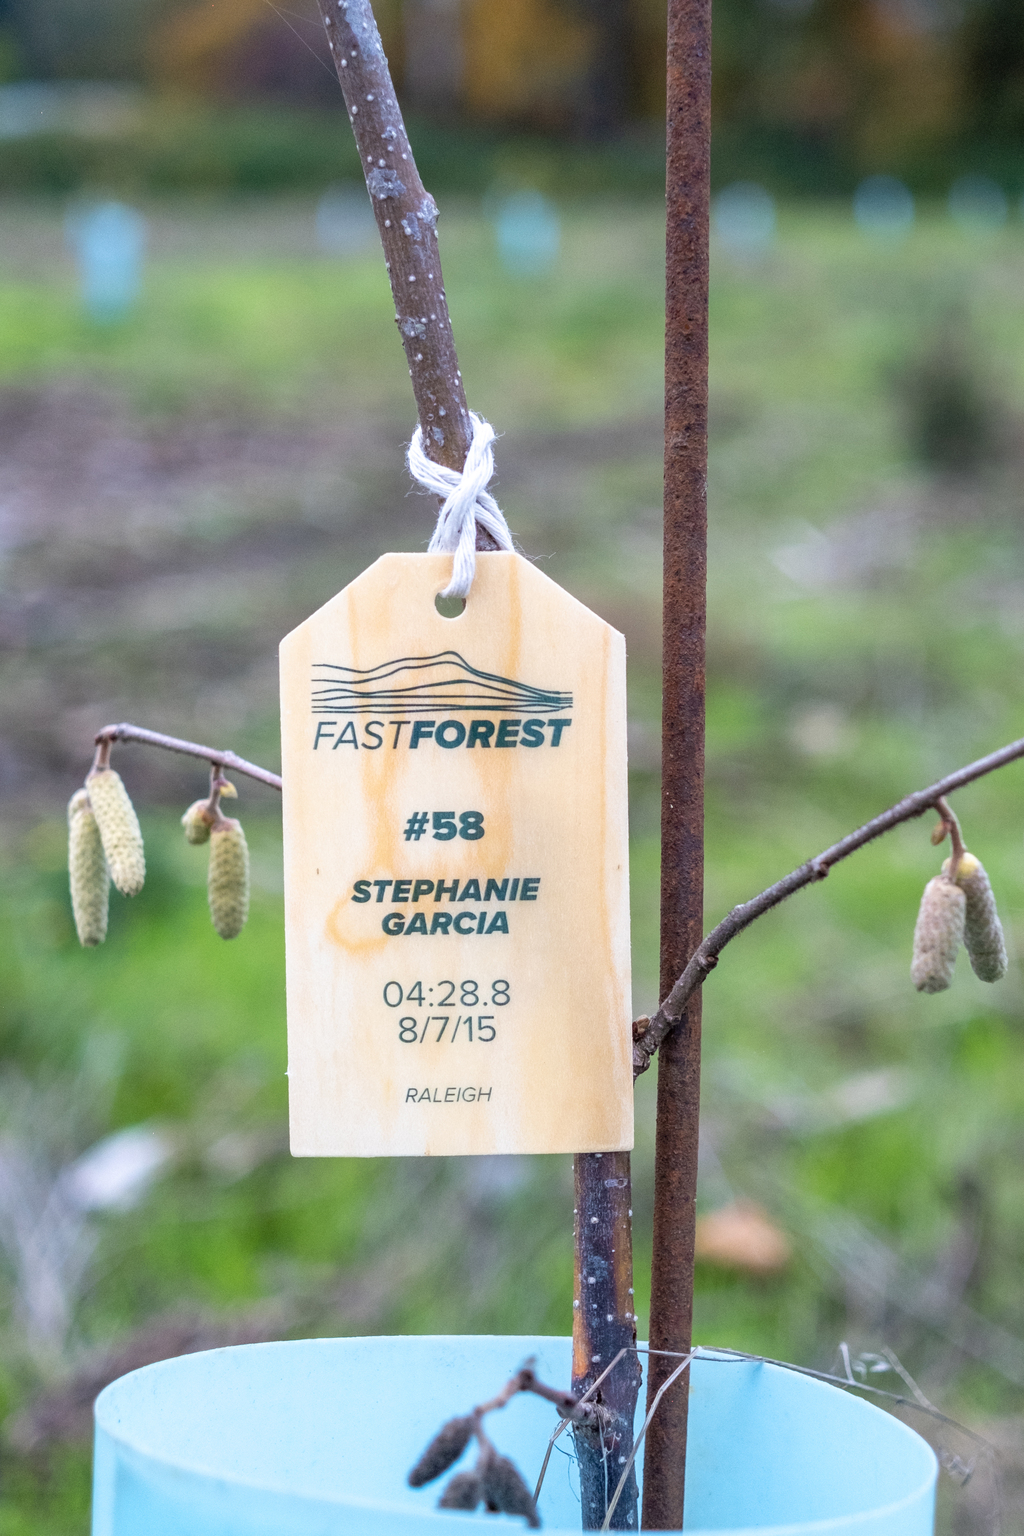 FASTFOREST
#58
STEPHANIE
GARCIA
04:28.8
8/7/15
RALEIGH